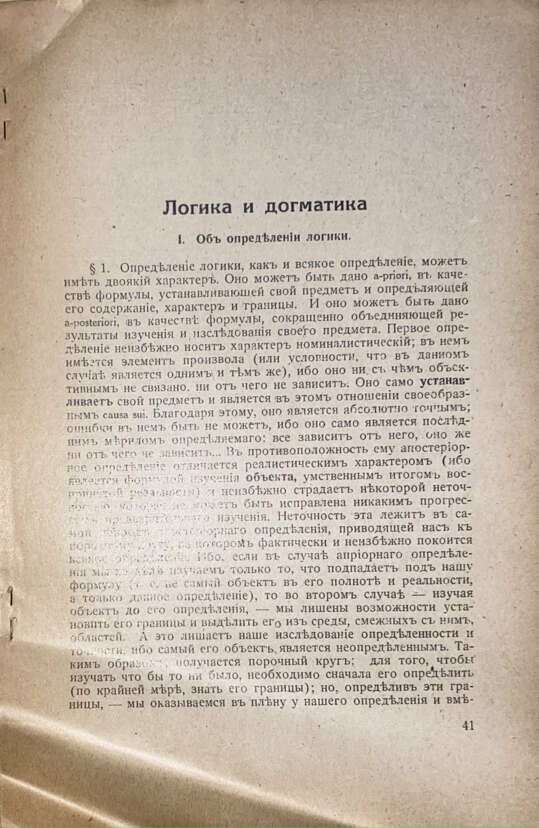 Логика и догматика
I. Объ опредѣленіи логики.
§ 1. Опредѣленіе логики, какъ и всякое опредѣленіе, можетъ
имѣть двоякій характеръ. Оно можетъ быть дано a-priori, въ каче-
ствѣ формулы, устанавливающей свой предметъ и опредѣляющей
его содержаніе, характеръ и границы. И оно можетъ быть дано
a-posteriori, въ качествѣ формулы, сокращенно объединяющей ре-
зультаты изученія и изслѣдованія своего предмета. Первое опре-
дѣленіе неизбѣжно носитъ характеръ номиналистическій; въ немъ
имѣется элементъ произвола (или условности, что въ данномъ
случаѣ является однимъ и тѣмъ же), ибо оно ни съ чѣмъ объек-
тивнымъ не связано, ни отъ чего не зависитъ. Оно само устанав-
ливаетъ свой предметъ и является въ этомъ отношеніи своеобраз-
нымъ causa sui. Благодаря этому, оно является абсолютно точнымъ;
ошибки въ немъ быть не можетъ, ибо оно само является послѣд-
нимъ мѣриломъ опредѣляемаго: все зависитъ отъ него, оно же
ни отъ чего не зависитъ... Въ противоположность ему апостеріор-
ное опредѣленіе отличается реалистическимъ характеромъ (ибо
является формулой изученія объекта, умственнымъ итогомъ вос-
принятой реальности) и неизбѣжно страдаетъ нѣкоторой неточ-
ностью, которая не можетъ быть исправлена никакимъ прогрес-
изученія. Неточность эта лежитъ въ са-
опредѣленія, приводящей насъ къ
на которомъ фактически и неизбѣжно покоится
Ибо, если въ случаѣ апріорнаго опредѣле-
нія мы изучаемъ только то, что подпадаетъ подъ нашу
формулу (т. е. не самый объектъ въ его полнотѣ и реальности,
а только данное опредѣленіе), то во второмъ случаѣ — изучая
объектъ до его опредѣленія, — мы лишены возможности уста-
новить его границы и выдѣлить его изъ среды, смежныхъ съ нимъ,
областей. А это лишаетъ наше изслѣдованіе опредѣленности и
точности, ибо самый его объектъ является неопредѣленнымъ. Та-
кимъ образомъ, получается порочный кругъ: для того, чтобы
изучать что бы то ни было, необходимо сначала его опредѣлить
(по крайней мѣрѣ, знать его границы); но, опредѣливъ эти гра-
ницы, — мы оказываемся въ плѣну у нашего опредѣленія и вмѣ-
41